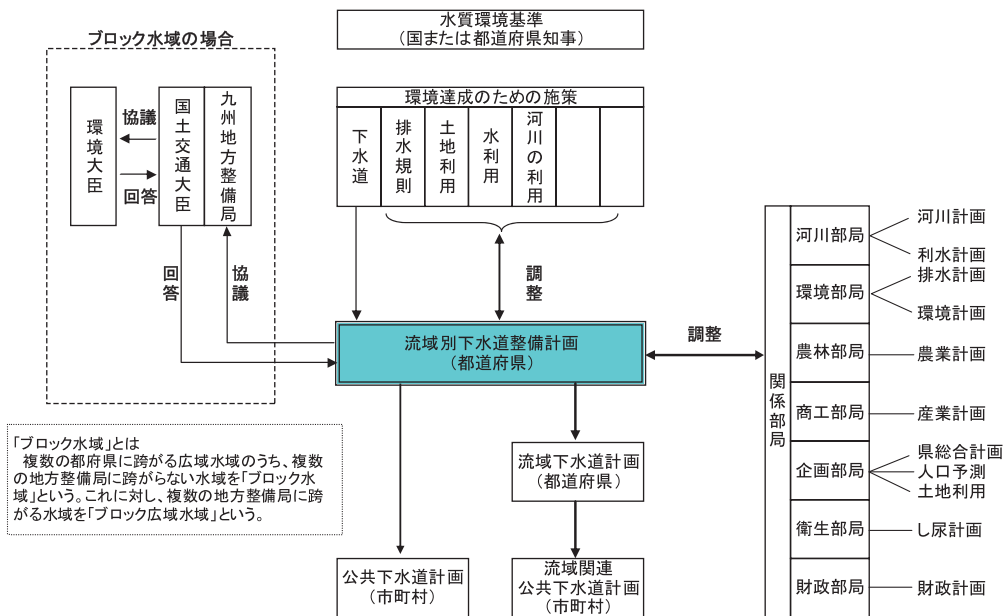 水質環境基準
(国または都道府県知事)
ブロック水域の場合
環境大臣
協議
回答
国土交通大臣
九州地方整備局
回答
協議
環境達成のための施策
下水道
排水規則
土地利用
水利用
河川の利用
調整
流域別下水道整備計画
(都道府県)
調整
関係部局
河川部局
河川計画
利水計画
環境部局
排水計画
環境計画
農林部局
農業計画
商工部局
産業計画
企画部局
県総合計画
人口予測
土地利用
衛生部局
し尿計画
財政部局
財政計画
「ブロック水域」とは
複数の都府県に跨がる広域水域のうち、複数
の地方整備局に跨がらない水域を「ブロック水
域」という。これに対し、複数の地方整備局に跨
がる水域を「ブロック広域水域」という。
流域下水道計画
(都道府県)
公共下水道計画
(市町村)
流域関連
公共下水道計画
(市町村)